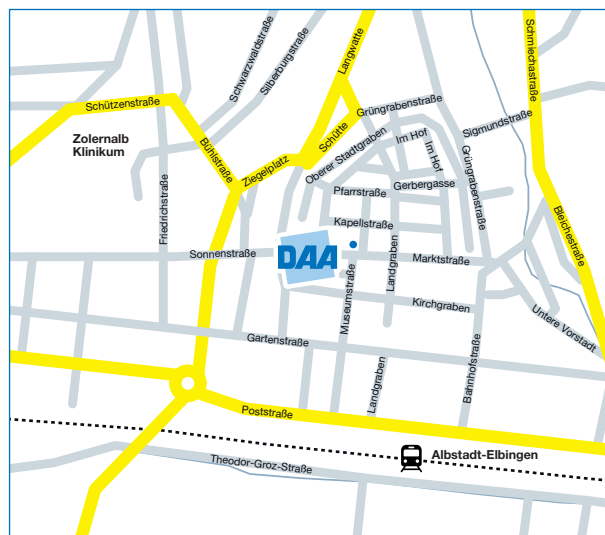 Schwarzwaldstraße
Silberburgstraße
Langwatte
Schmiechastraße
Schützenstraße
Grüngrabenstraße
Sigmundstraße
Zolernalb
Klinikum
Bühlstraße
Schütte
Oberer Stadtgraben
Im Hof
Im Hof
Ziegelplatz
Pfarrstraße
Gerbergasse
Grüngrabenstraße
Friedrichstraße
Kapellstraße
Bleichestraße
Sonnenstraße
DAA
Landgraben
Marktstraße
Museumstraße
Kirchgraben
Untere Vorstadt
Gartenstraße
Bahnhofstraße
Landgraben
Poststraße
Albstadt-Elbingen
Theodor-Groz-Straße